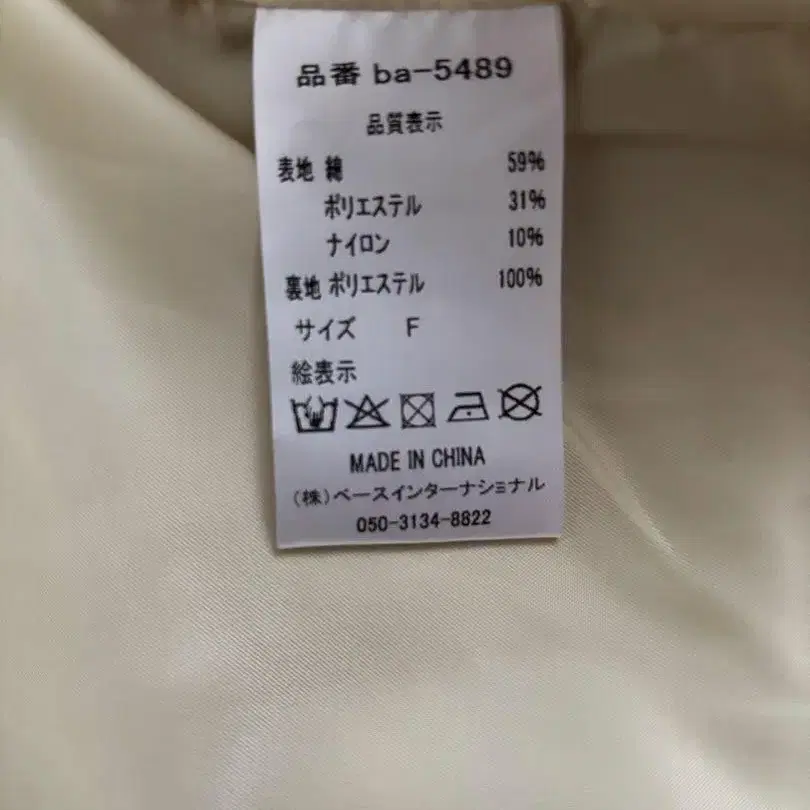 品番 ba-5489
品質表示
表地 綿 59%
ポリエステル 31%
ナイロン 10%
裏地 ポリエステル 100%
サイズ F
絵表示
MADE IN CHINA
(株)ベースインターナショナル
050-3134-8822